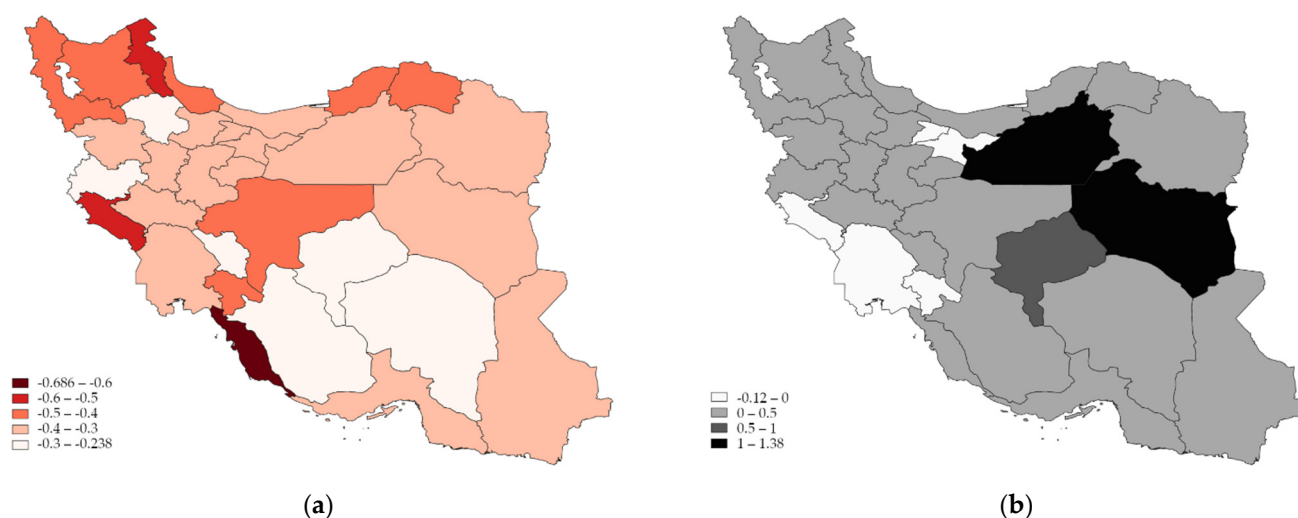 -0.686 – -0.6
-0.6 – -0.5
-0.5 – -0.4
-0.4 – -0.3
-0.3 – -0.238
-0.12 – 0
0 – 0.5
0.5 – 1
1 – 1.38
(a)
(b)